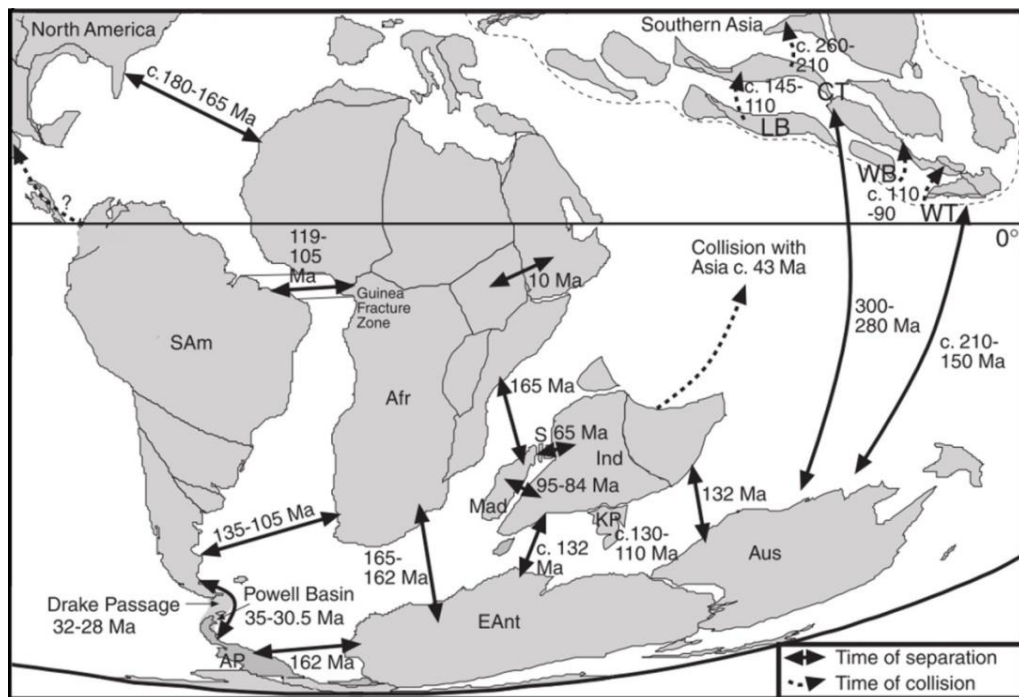 North America
Southern Asia
c. 260-
210
c. 180-165 Ma
c. 145-
110
CT
LB
WB
c. 110
-90
WT
?
0°
119-
105
Ma
Guinea
Fracture
Zone
10 Ma
Collision with
Asia c. 43 Ma
300-
280 Ma
c. 210-
150 Ma
SAm
Afr
165 Ma
S
65 Ma
Ind
95-84 Ma
Mad
KP
132 Ma
c.130-
110 Ma
c. 132
Ma
Aus
135-105 Ma
165-
162 Ma
Drake Passage
32-28 Ma
Powell Basin
35-30.5 Ma
EAnt
AP
162 Ma
Time of separation
Time of collision